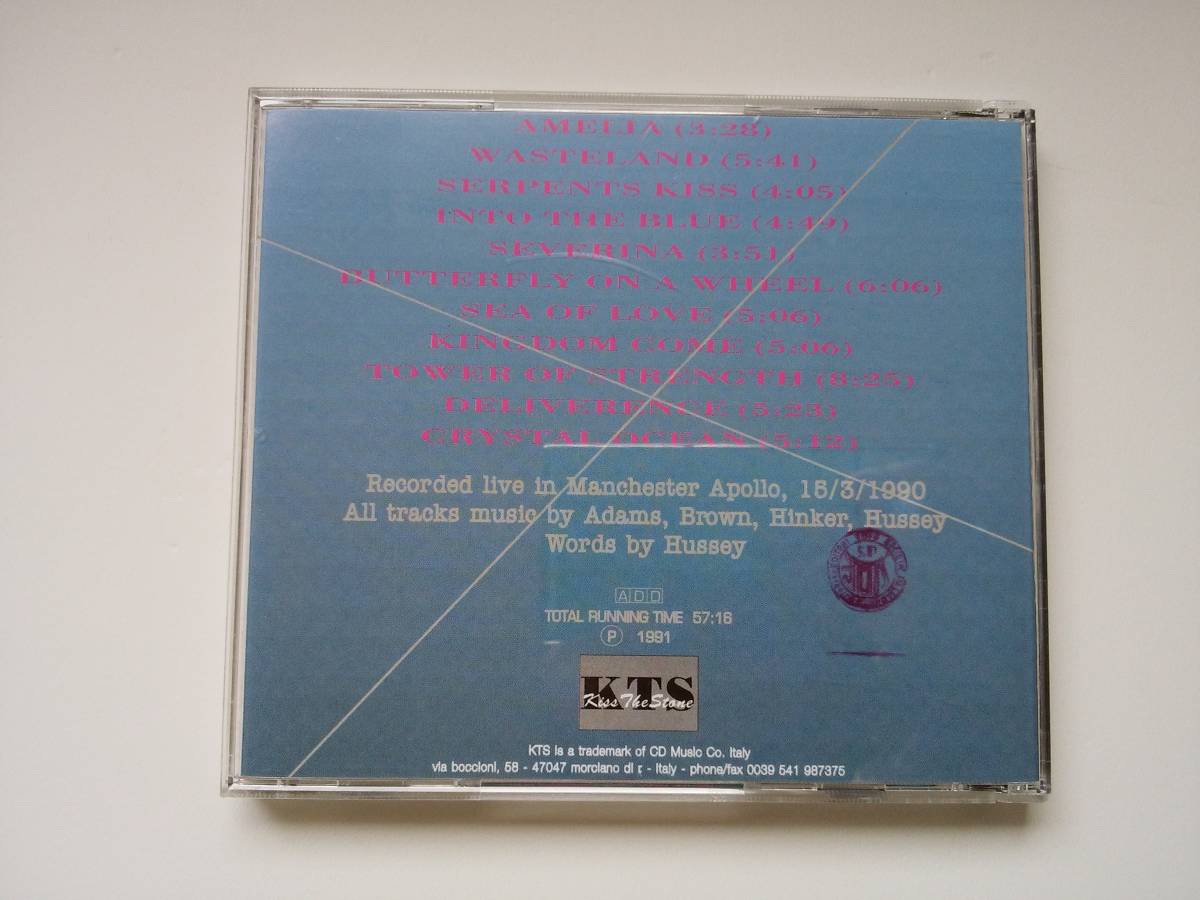 AMELIA (3:28)
WASTELAND (5:41)
SERPENTS KISS (4:05)
INTO THE BLUE (4:49)
SEVERINA (3:51)
BUTTERFLY ON A WHEEL (6:06)
SEA OF LOVE (5:06)
KINGDOM COME (5:06)
TOWER OF STRENGTH (8:25)
DELIVERENCE (5:23)
CRYSTAL OCEAN (5:12)
Recorded live in Manchester Apollo, 15/3/1990
All tracks music by Adams, Brown, Hinker, Hussey
Words by Hussey
ADD
TOTAL RUNNING TIME 57:16
P 1991
KTS
Kiss The Stone
KTS is a trademark of CD Music Co. Italy
via boccioni, 58 - 47047 morciano di r. - Italy - phone/fax 0039 541 987375